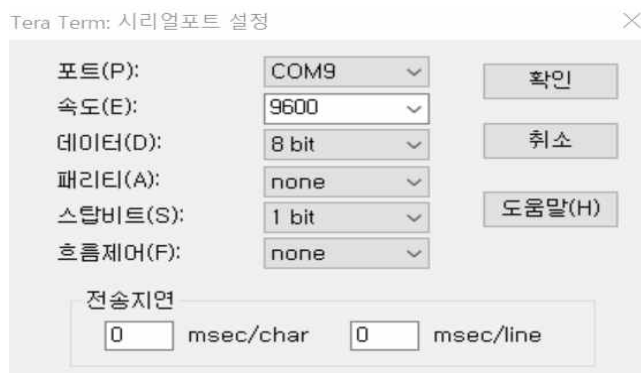 Tera Term: 시리얼포트 설정
포트(P): COM9 확인
속도(E): 9600
데이터(D): 8 bit 취소
패리티(A): none
스탑비트(S): 1 bit 도움말(H)
흐름제어(F): none
전송지연
0 msec/char 0 msec/line